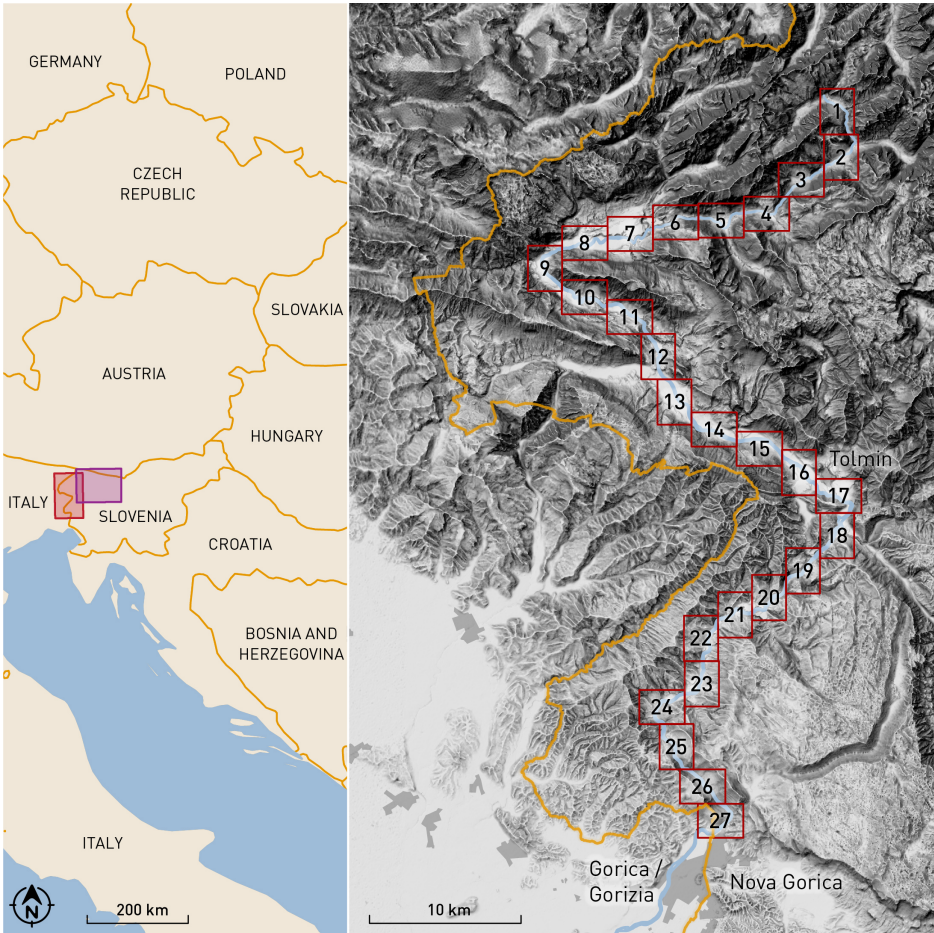 GERMANY
POLAND
CZECH
REPUBLIC
SLOVAKIA
AUSTRIA
HUNGARY
ITALY
SLOVENIA
CROATIA
BOSNIA AND
HERZEGOVINA
ITALY
N
200 km
1
2
3
4
5
6
7
8
9
10
11
12
13
14
15
16
Tolmin
17
18
19
20
21
22
23
24
25
26
27
Gorica /
Gorizia
Nova Gorica
10 km